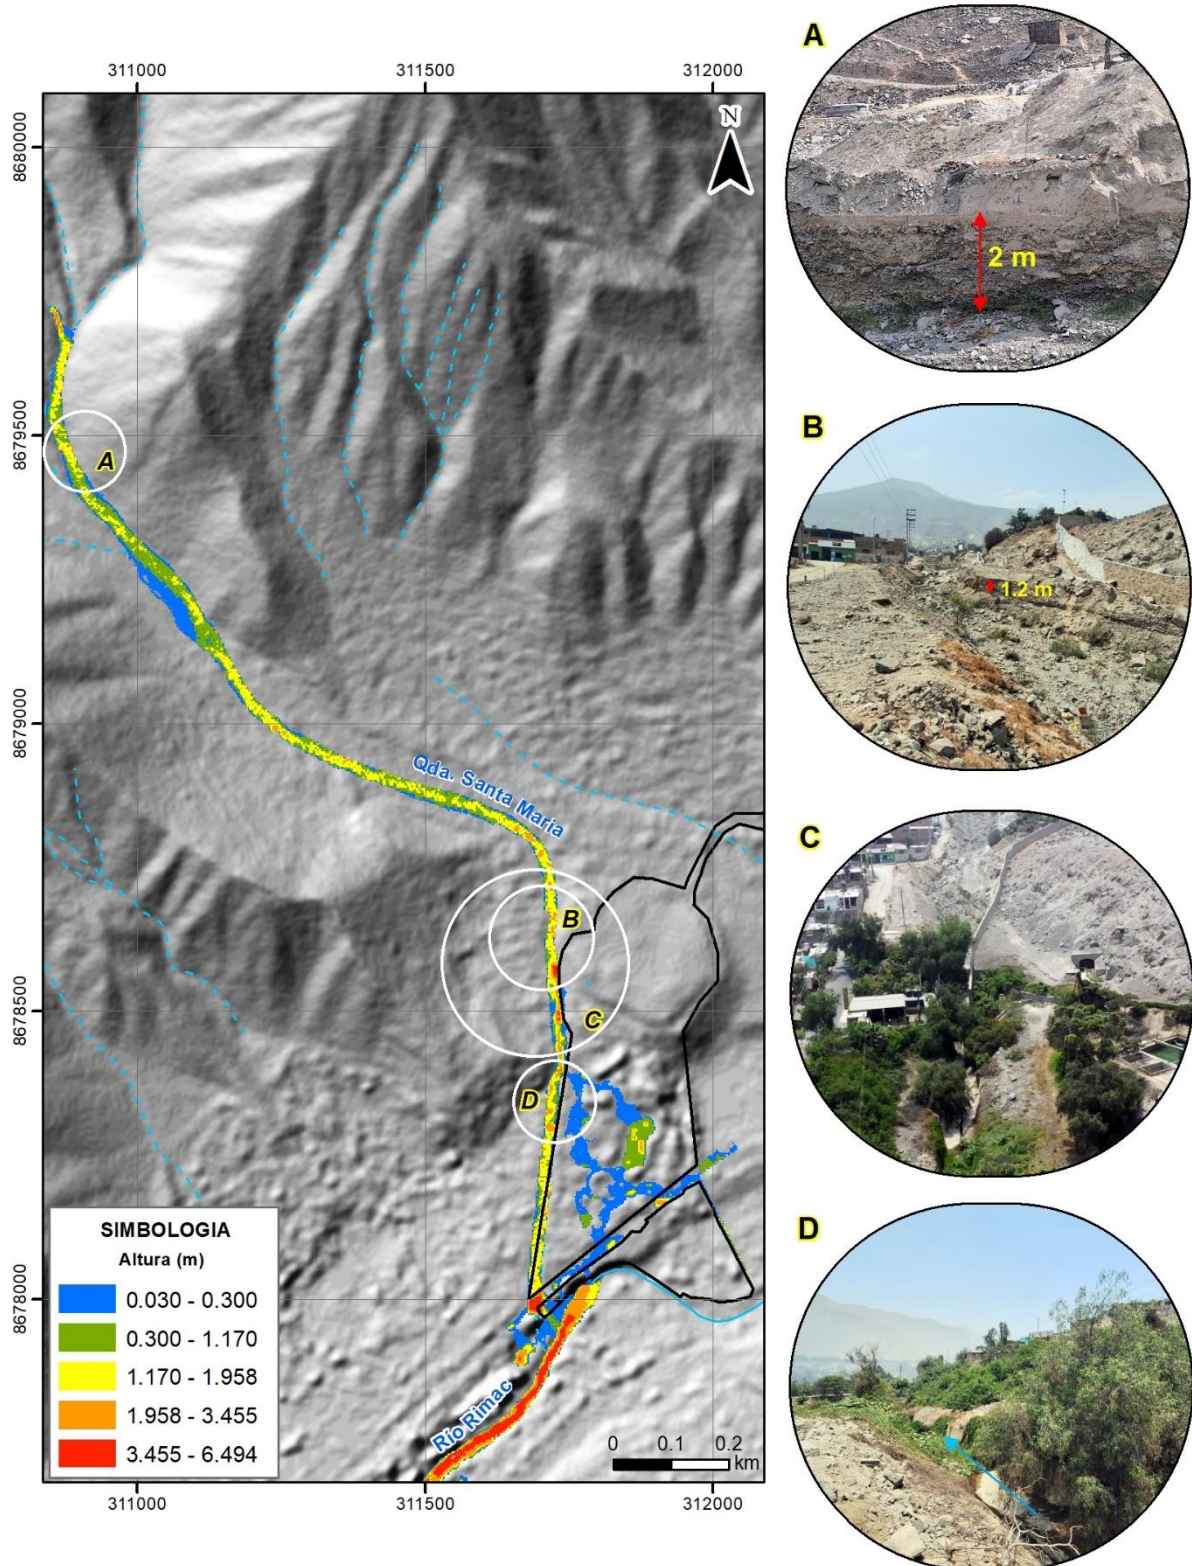 311000
311500
312000
8680000
8679500
8679000
8678500
8678000
N
A
Qda. Santa Maria
B
C
D
Río Rimac
SIMBOLOGIA
Altura (m)
0.030 - 0.300
0.300 - 1.170
1.170 - 1.958
1.958 - 3.455
3.455 - 6.494
0 0.1 0.2
km
311000
311500
312000
A
2 m
B
1.2 m
C
D